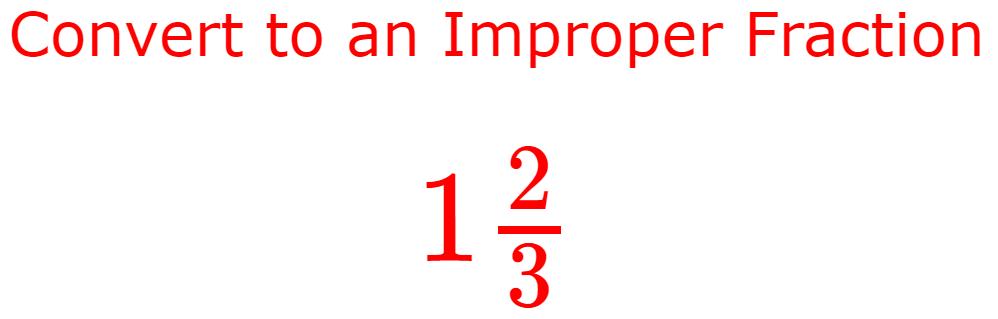 Convert to an Improper Fraction
1 2/3